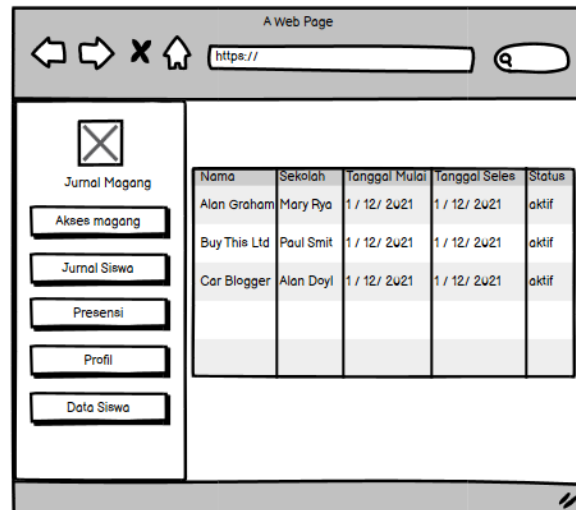 A Web Page
https://
Jurnal Magang
Akses magang
Jurnal Siswa
Presensi
Profil
Data Siswa
Nama Sekolah Tanggal Mulai Tanggal Seles Status
Alan Graham Mary Rya 1 / 12/ 2021 1 / 12/ 2021 aktif
Buy This Ltd Paul Smit 1 / 12/ 2021 1 / 12/ 2021 aktif
Car Blogger Alan Doyl 1 / 12/ 2021 1 / 12/ 2021 aktif